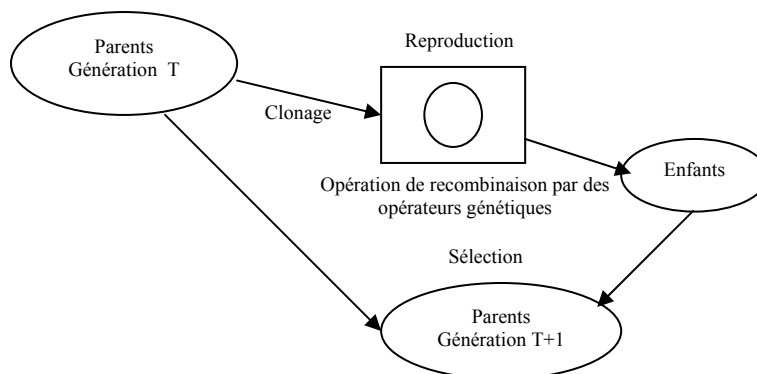 Parents
Génération T
Reproduction
Clonage
Opération de recombinaison par des
opérateurs génétiques
Enfants
Sélection
Parents
Génération T+1